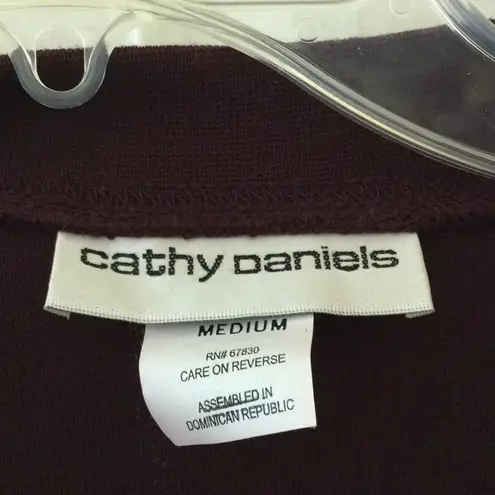 cathy Daniels
MEDIUM
RN# 67830
CARE ON REVERSE
ASSEMBLED IN
DOMINICAN REPUBLIC